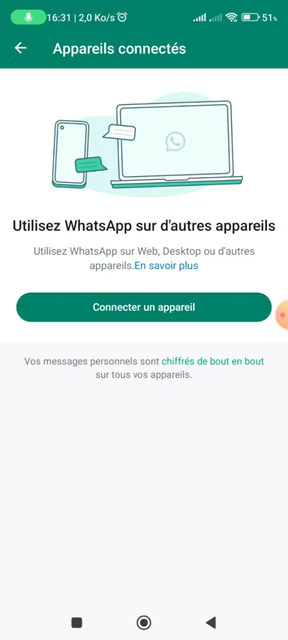 16:31 | 2,0 Ko/s
51%
Appareils connectés
Utilisez WhatsApp sur d'autres appareils
Utilisez WhatsApp sur Web, Desktop ou d'autres
appareils.En savoir plus
Connecter un appareil
Vos messages personnels sont chiffrés de bout en bout
sur tous vos appareils.